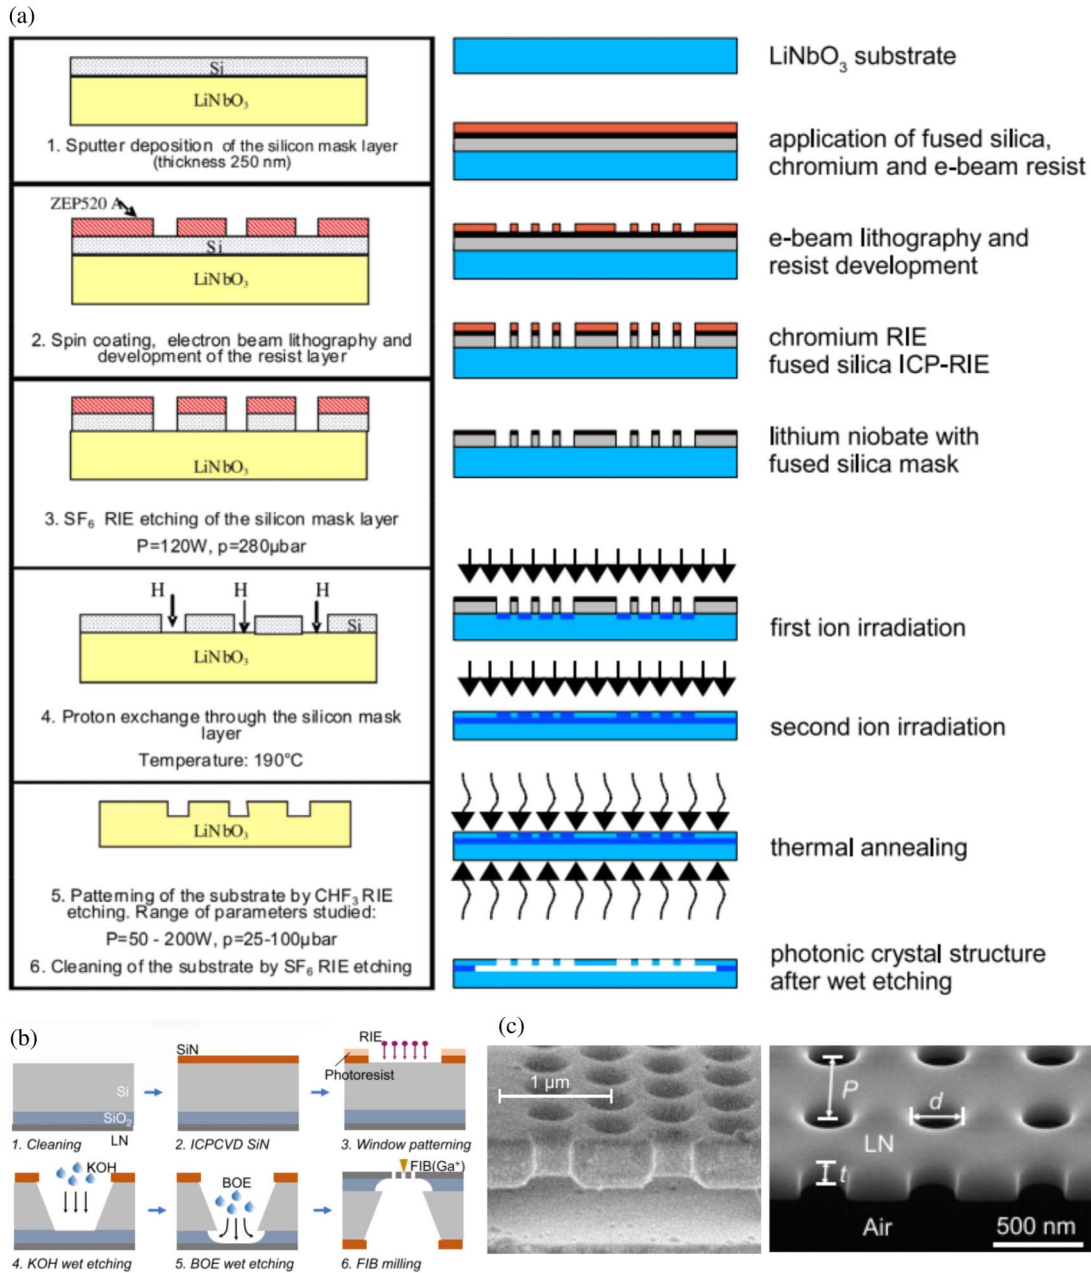 (a)
Si
LiNbO₃
1. Sputter deposition of the silicon mask layer
(thickness 250 nm)
ZEP520 A
Si
LiNbO₃
2. Spin coating, electron beam lithography and
development of the resist layer
LiNbO₃
3. SF₆ RIE etching of the silicon mask layer
P=120W, p=280µbar
H H H
Si
LiNbO₃
4. Proton exchange through the silicon mask
layer
Temperature: 190°C
LiNbO₃
5. Patterning of the substrate by CHF₃ RIE
etching. Range of parameters studied:
P=50 - 200W, p=25-100µbar
6. Cleaning of the substrate by SF₆ RIE etching
LiNbO₃ substrate
application of fused silica,
chromium and e-beam resist
e-beam lithography and
resist development
chromium RIE
fused silica ICP-RIE
lithium niobate with
fused silica mask
first ion irradiation
second ion irradiation
thermal annealing
photonic crystal structure
after wet etching
(b)
Si
SiO₂
LN
1. Cleaning
SiN
2. ICPCVD SiN
RIE
Photoresist
3. Window patterning
KOH
4. KOH wet etching
BOE
5. BOE wet etching
FIB(Ga⁺)
6. FIB milling
(c)
1 µm
P
d
LN
t
Air
500 nm